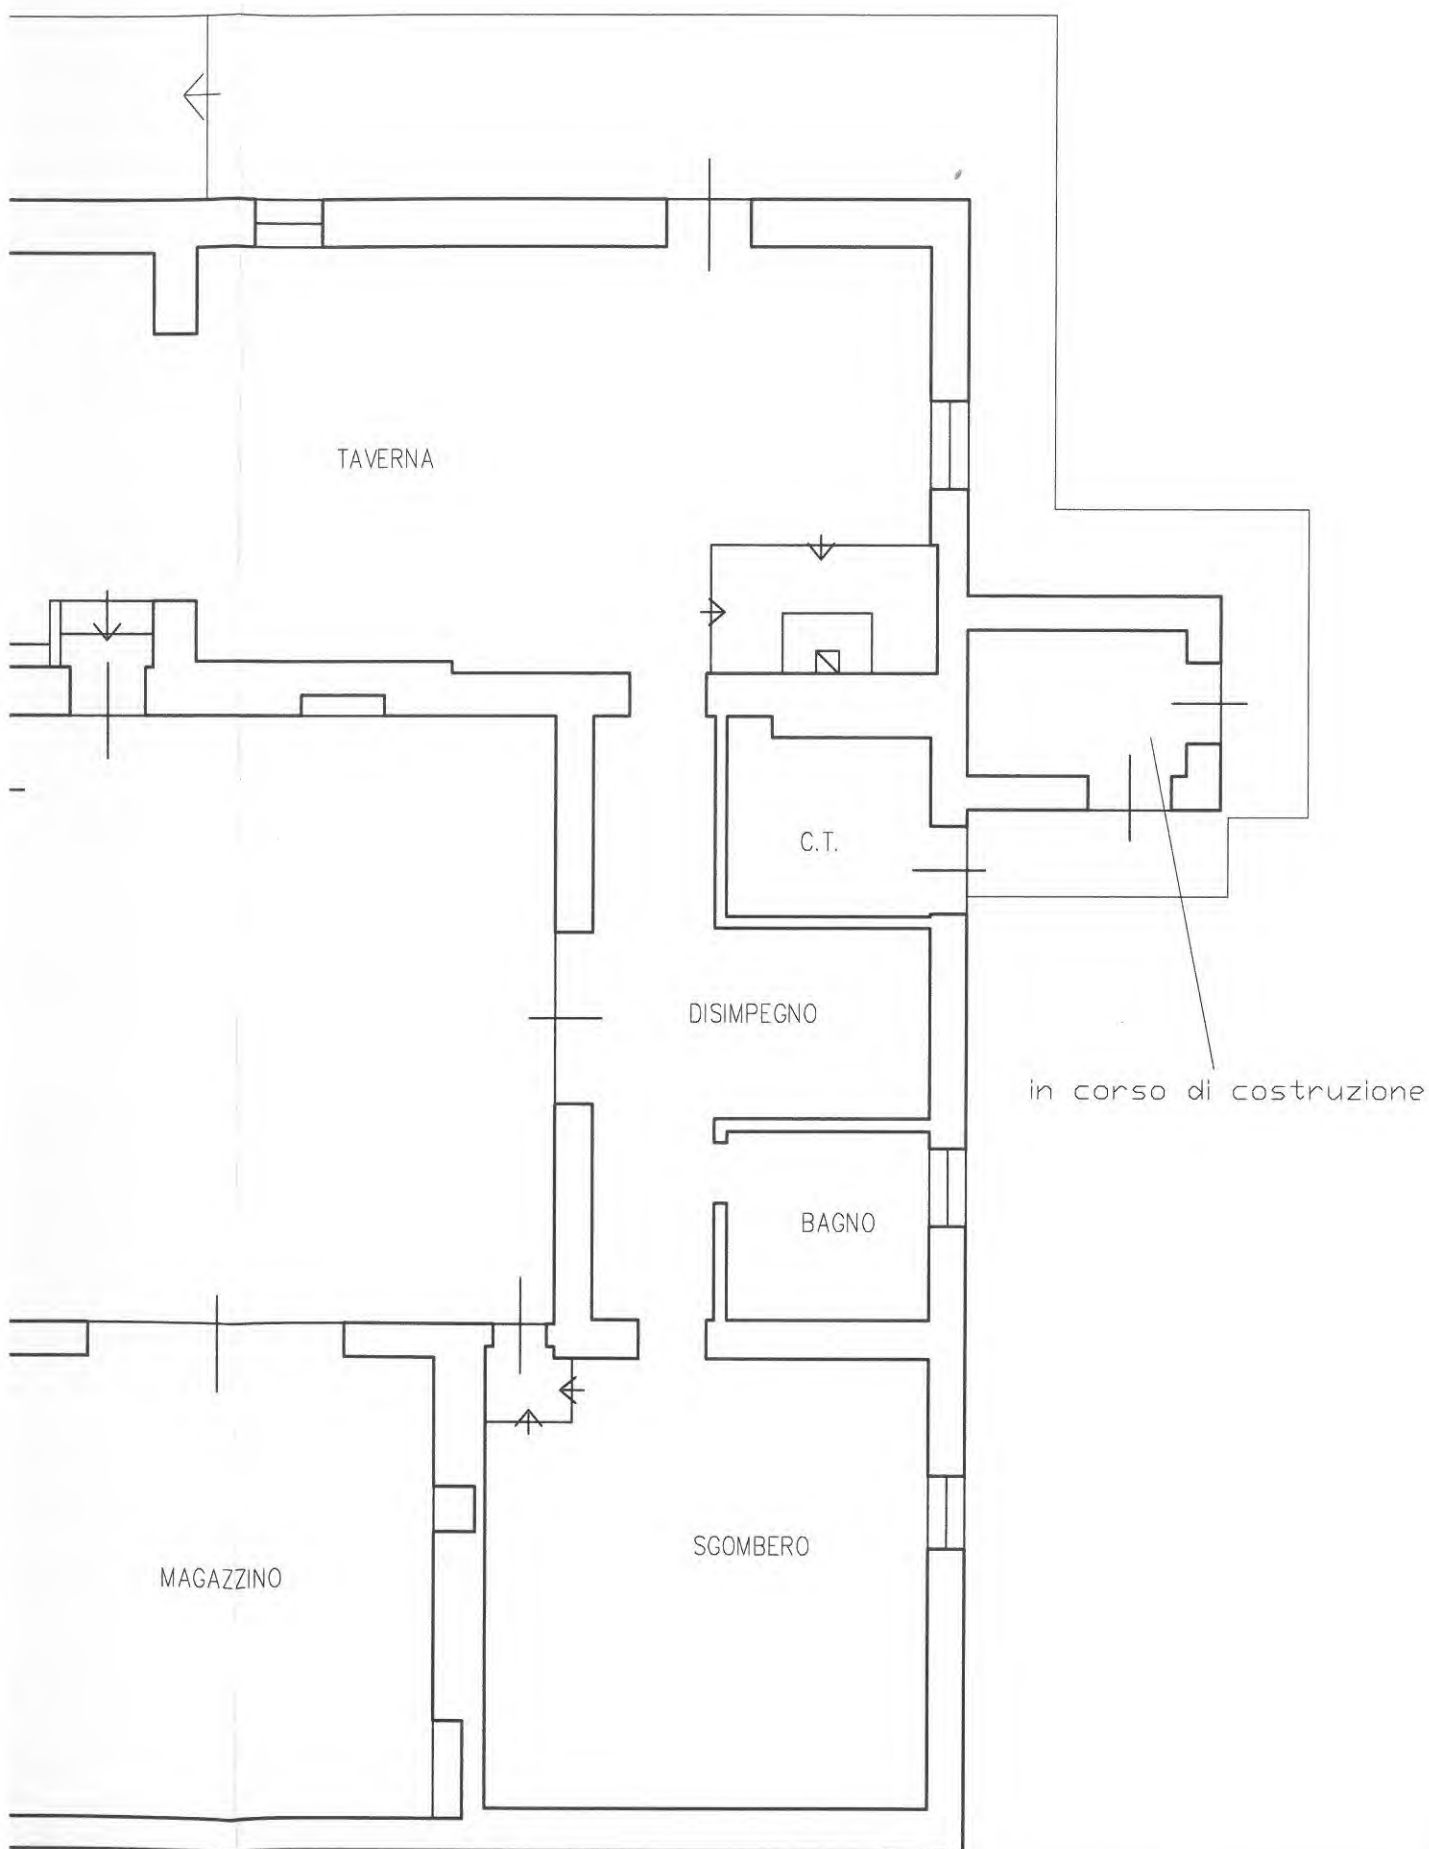 TAVERNA
C.T.
DISIMPEGNO
in corso di costruzione
BAGNO
SGOMBERO
MAGAZZINO